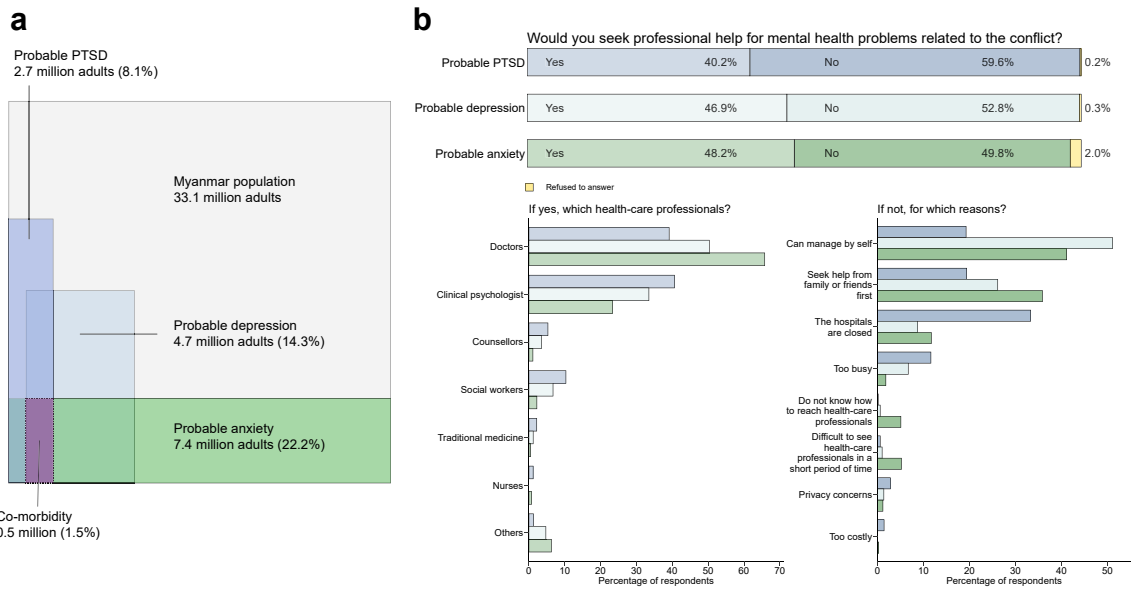 a
Probable PTSD
2.7 million adults (8.1%)
Myanmar population
33.1 million adults
Probable depression
4.7 million adults (14.3%)
Probable anxiety
7.4 million adults (22.2%)
Co-morbidity
0.5 million (1.5%)
b
Would you seek professional help for mental health problems related to the conflict?
Probable PTSD Yes 40.2% No 59.6% 0.2%
Probable depression Yes 46.9% No 52.8% 0.3%
Probable anxiety Yes 48.2% No 49.8% 2.0%
Refused to answer
If yes, which health-care professionals?
Doctors
Clinical psychologist
Counsellors
Social workers
Traditional medicine
Nurses
Others
0 10 20 30 40 50 60 70
Percentage of respondents
If not, for which reasons?
Can manage by self
Seek help from
family or friends
first
The hospitals
are closed
Too busy
Do not know how
to reach health-care
professionals
Difficult to see
health-care
professionals in a
short period of time
Privacy concerns
Too costly
0 10 20 30 40 50
Percentage of respondents